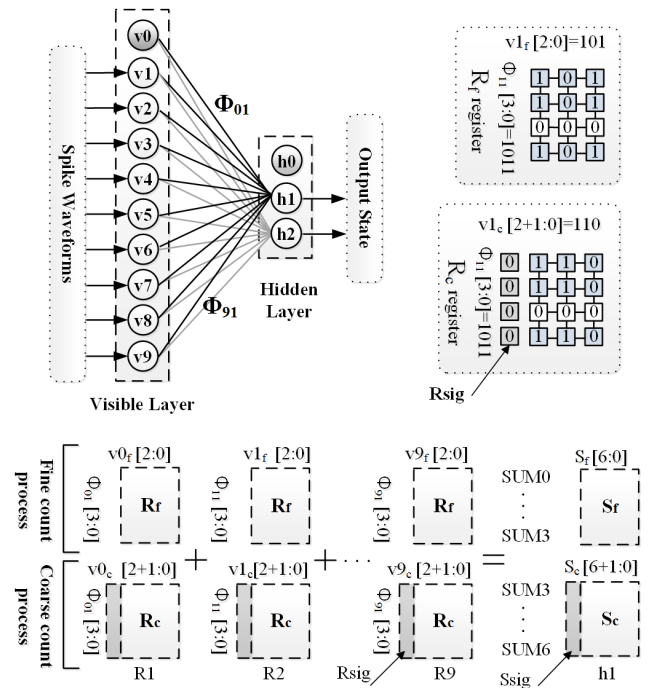 v0
v1
v2
v3
v4
v5
v6
v7
v8
v9
Spike Waveforms
Visible Layer
Φ01
Φ91
h0
h1
h2
Hidden
Layer
Output State
v1f [2:0]=101
Φ11 [3:0]=1011
Rf register
1 0 1
1 0 1
0 0 0
1 0 1
v1c [2+1:0]=110
Φ11 [3:0]=1011
Rc register
0 1 1 0
0 1 1 0
0 0 0 0
0 1 1 0
Rsig
Fine count
process
v0f [2:0]
Φ01 [3:0]
Rf
+
v1f [2:0]
Φ11 [3:0]
Rf
+
v9f [2:0]
Φ91 [3:0]
Rf
=
SUM0
SUM3
Sf [6:0]
Sf
Coarse count
process
v0c [2+1:0]
Φ01 [3:0]
Rc
R1
v1c [2+1:0]
Φ11 [3:0]
Rc
R2
v9c [2+1:0]
Φ91 [3:0]
Rc
Rsig
R9
SUM3
SUM6
Sc [6+1:0]
Sc
Ssig
h1